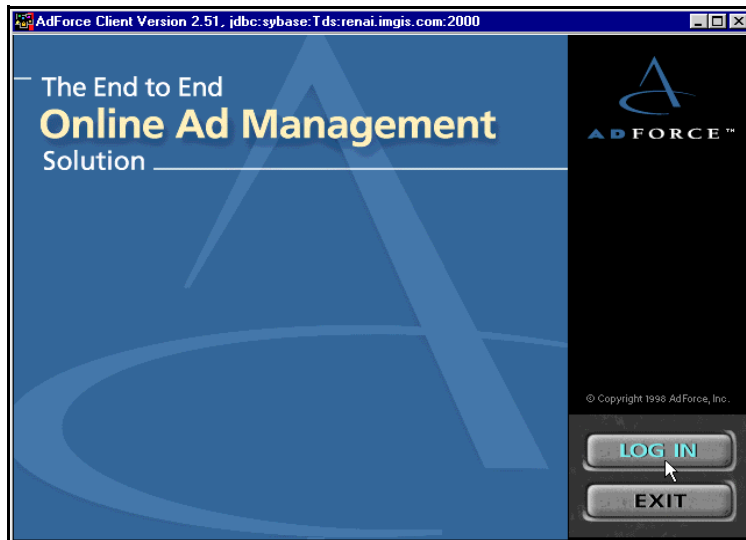 AdForce Client Version 2.51, jdbc:sybase:Tds:renai.imgis.com:2000
The End to End
Online Ad Management
Solution
ADFORCE™
© Copyright 1998 AdForce, Inc.
LOG IN
EXIT